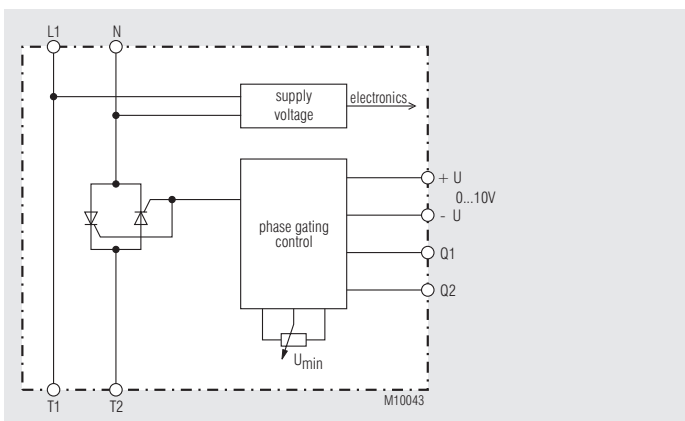 L1 N
supply
voltage
electronics
+ U
0...10V
- U
phase gating
control
Q1
Q2
Umin
M10043
T1 T2